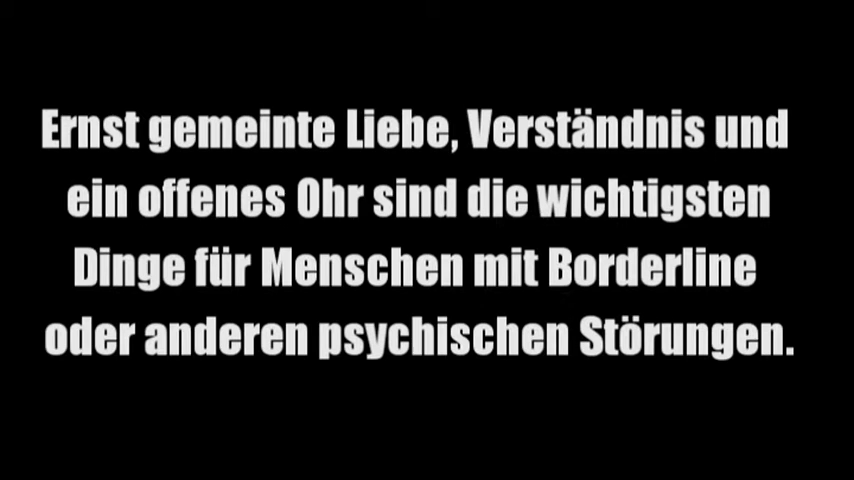 Ernst gemeinte Liebe, Verständnis und
ein offenes Ohr sind die wichtigsten
Dinge für Menschen mit Borderline
oder anderen psychischen Störungen.